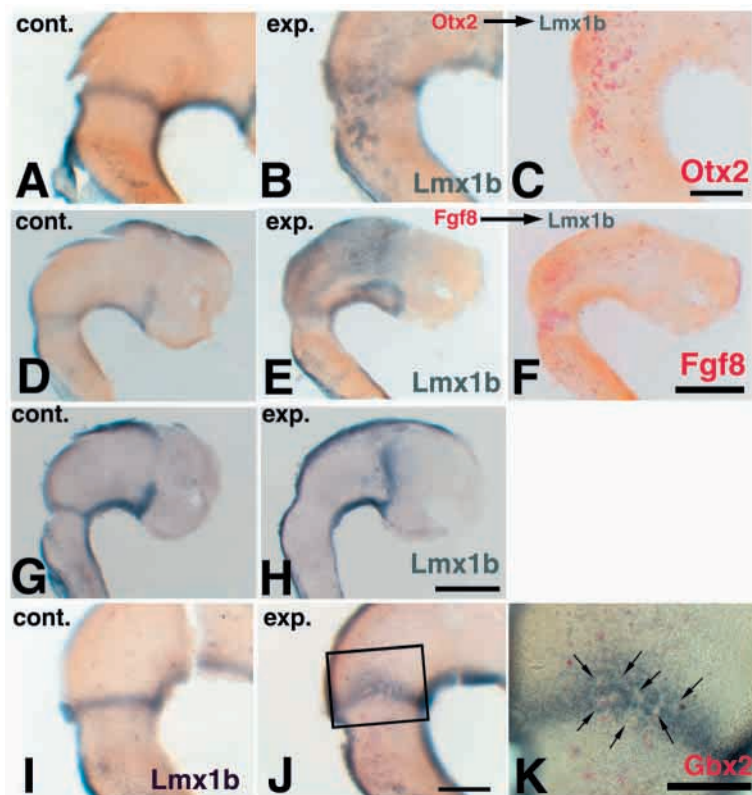 cont.
exp.
Otx2
Lmx1b
A
B
Lmx1b
C
Otx2
cont.
exp.
Fgf8
Lmx1b
D
E
Lmx1b
F
Fgf8
cont.
exp.
G
H
Lmx1b
cont.
exp.
I
Lmx1b
J
K
Gbx2